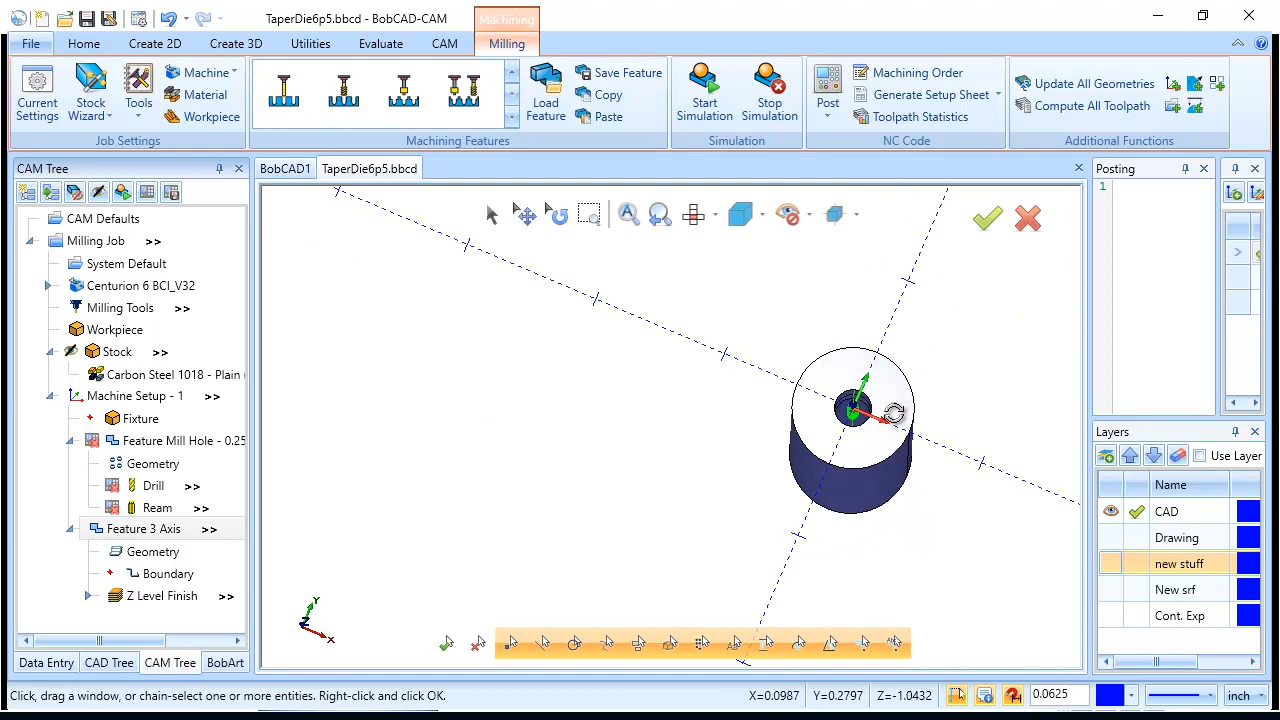 TaperDie6p5.bbcd - BobCAD-CAM
Machining
File Home Create 2D Create 3D Utilities Evaluate CAM Milling
Current Settings
Stock Wizard
Tools
Machine
Material
Workpiece
Job Settings
Load Feature
Save Feature
Copy
Paste
Machining Features
Start Simulation
Stop Simulation
Simulation
Post
Machining Order
Generate Setup Sheet
Toolpath Statistics
NC Code
Update All Geometrie
Compute All Toolpath
Additional Functions
CAM Tree
BobCAD1 TaperDie6p5.bbcd
Posting
1
CAM Defaults
Milling Job >>
System Default
Centurion 6 BCI_V32
Milling Tools >>
Workpiece
Stock >>
Carbon Steel 1018 - Plain (
Machine Setup - 1 >>
Fixture
Feature Mill Hole - 0.25
Geometry
Drill >>
Ream >>
Feature 3 Axis >>
Geometry
Boundary
Z Level Finish >>
Y
X
Layers
Use Layer
Name
CAD
Drawing
new stuff
New srf
Cont. Exp
Data Entry CAD Tree CAM Tree BobArt
Click, drag a window, or chain-select one or more entities. Right-click and click OK.
X=0.0987 Y=0.2797 Z=-1.0432 0.0625 inch